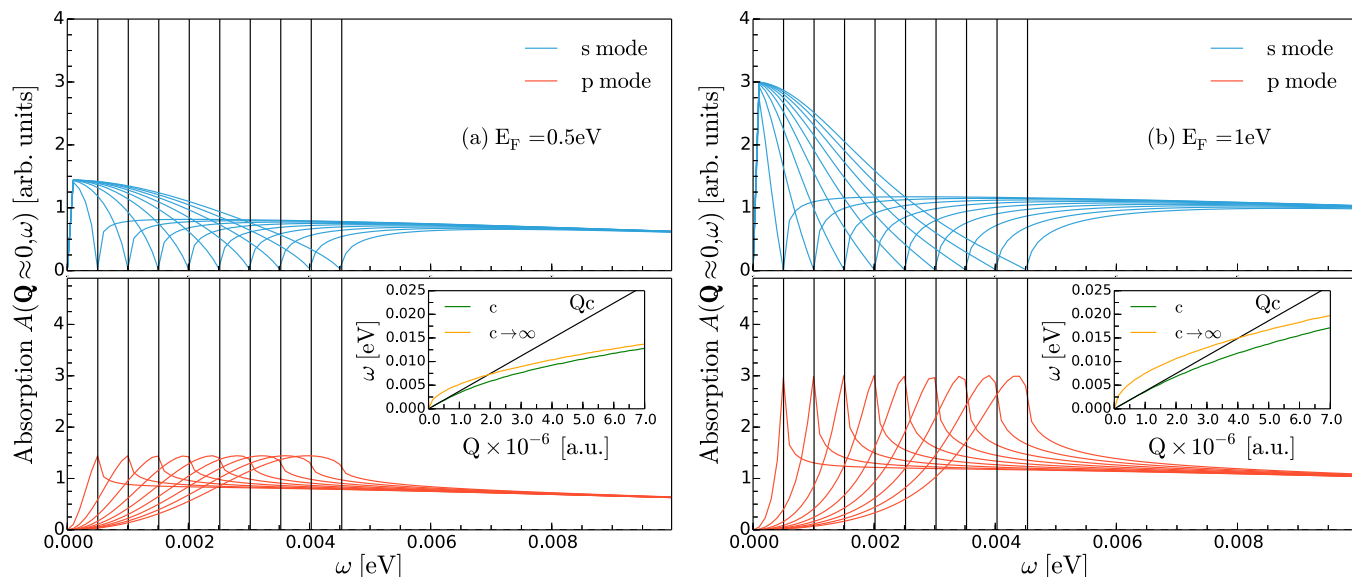 Absorption A(Q≈0,ω) [arb. units]
4
3
2
1
0
s mode
p mode
(a) E_F=0.5eV
4
3
2
1
0
0.025
0.020
0.015
0.010
0.005
0.000
ω [eV]
c
c→∞
Qc
0.0 1.0 2.0 3.0 4.0 5.0 6.0 7.0
Q×10⁻⁶ [a.u.]
0.000 0.002 0.004 0.006 0.008
ω [eV]
Absorption A(Q≈0,ω) [arb. units]
4
3
2
1
0
s mode
p mode
(b) E_F=1eV
4
3
2
1
0
0.025
0.020
0.015
0.010
0.005
0.000
ω [eV]
c
c→∞
Qc
0.0 1.0 2.0 3.0 4.0 5.0 6.0 7.0
Q×10⁻⁶ [a.u.]
0.000 0.002 0.004 0.006 0.008
ω [eV]